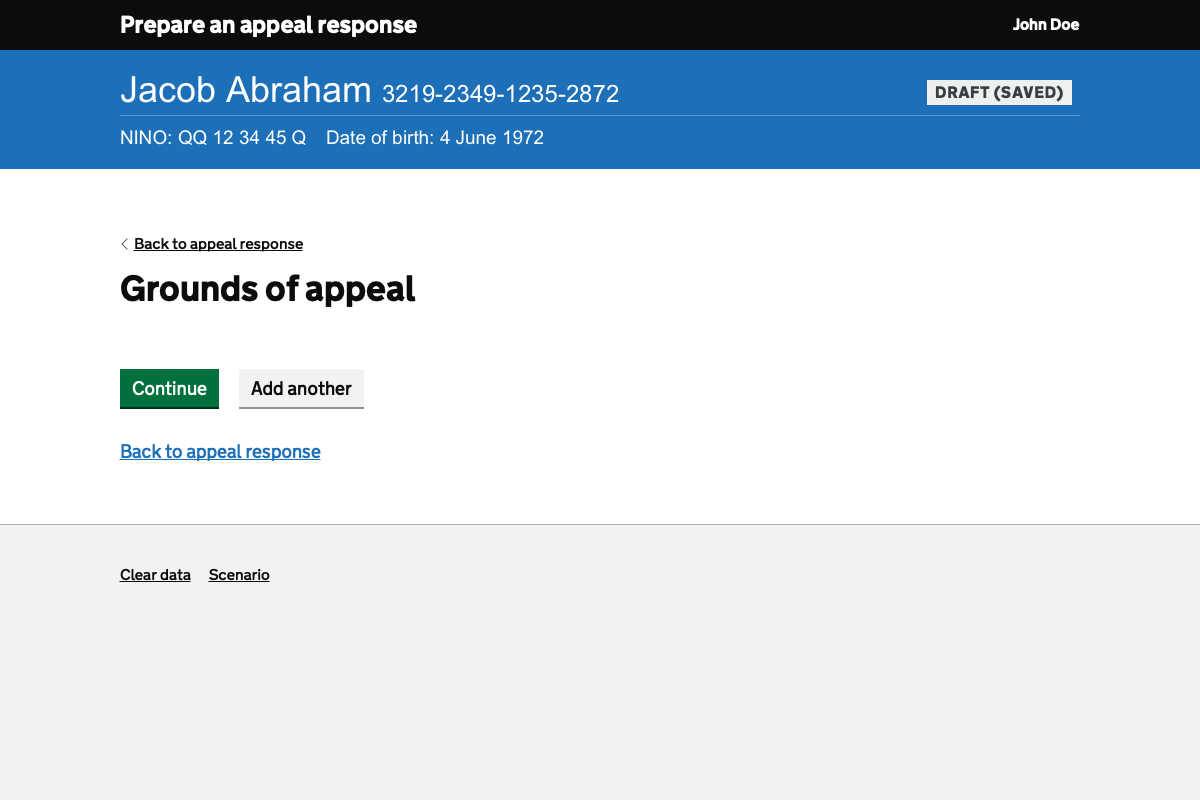 Prepare an appeal response John Doe
Jacob Abraham 3219-2349-1235-2872 DRAFT (SAVED)
NINO: QQ 12 34 45 Q Date of birth: 4 June 1972
Back to appeal response
Grounds of appeal
Continue Add another
Back to appeal response
Clear data Scenario